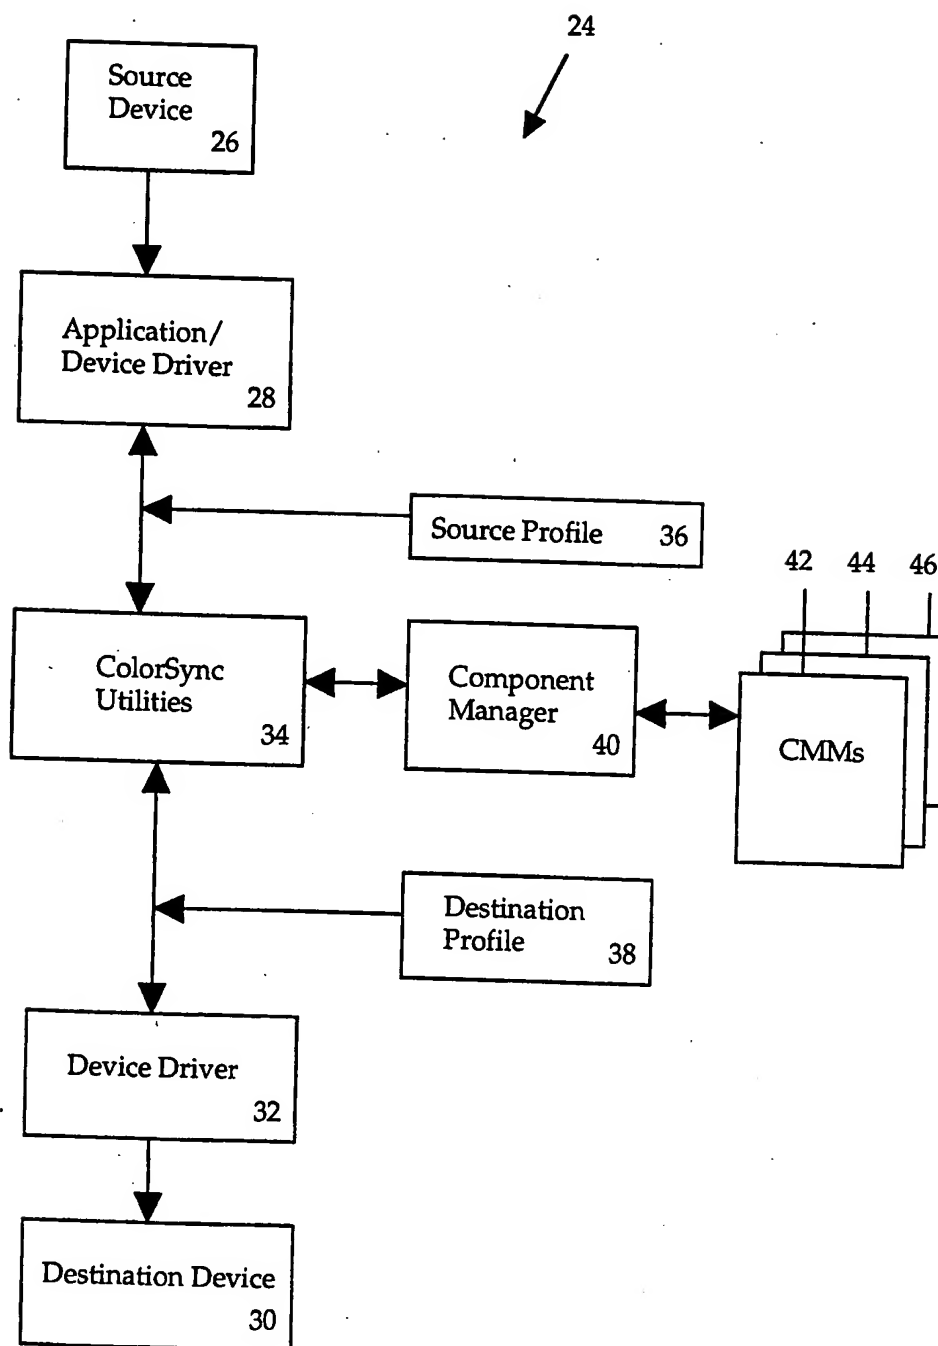 24
Source
Device
26
Application/
Device Driver
28
Source Profile 36
42 44 46
ColorSync
Utilities
34
Component
Manager
40
CMMs
Destination
Profile
38
Device Driver
32
Destination Device
30